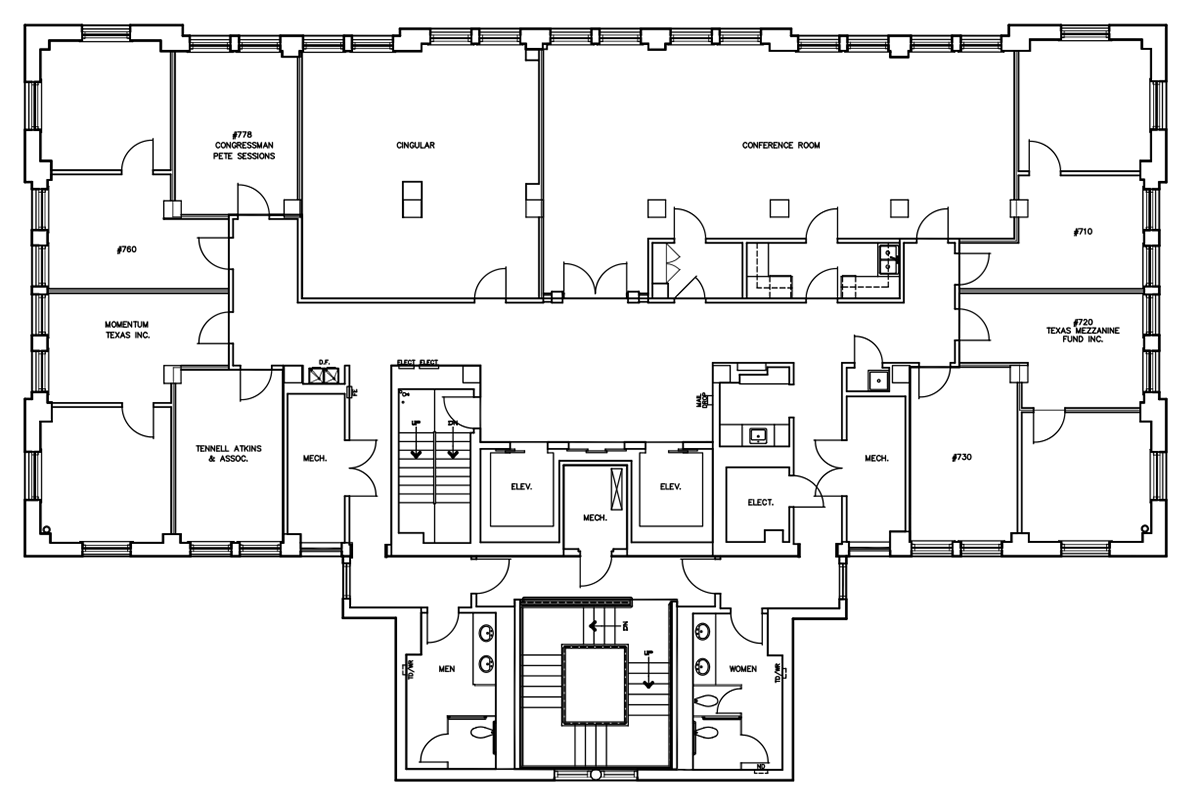 #778
CONGRESSMAN
PETE SESSIONS
CINGULAR
CONFERENCE ROOM
#760
#710
MOMENTUM
TEXAS INC.
#720
TEXAS MEZZANINE
FUND INC.
D.F.
ELECT.
ELECT.
FE
MAIL
DROP
UP
DN
TENNELL ATKINS
& ASSOC.
MECH.
MECH.
#730
ELEV.
ELEV.
ELECT.
MECH.
DN
UP
MEN
WOMEN
TD/WR
TD/WR
ND